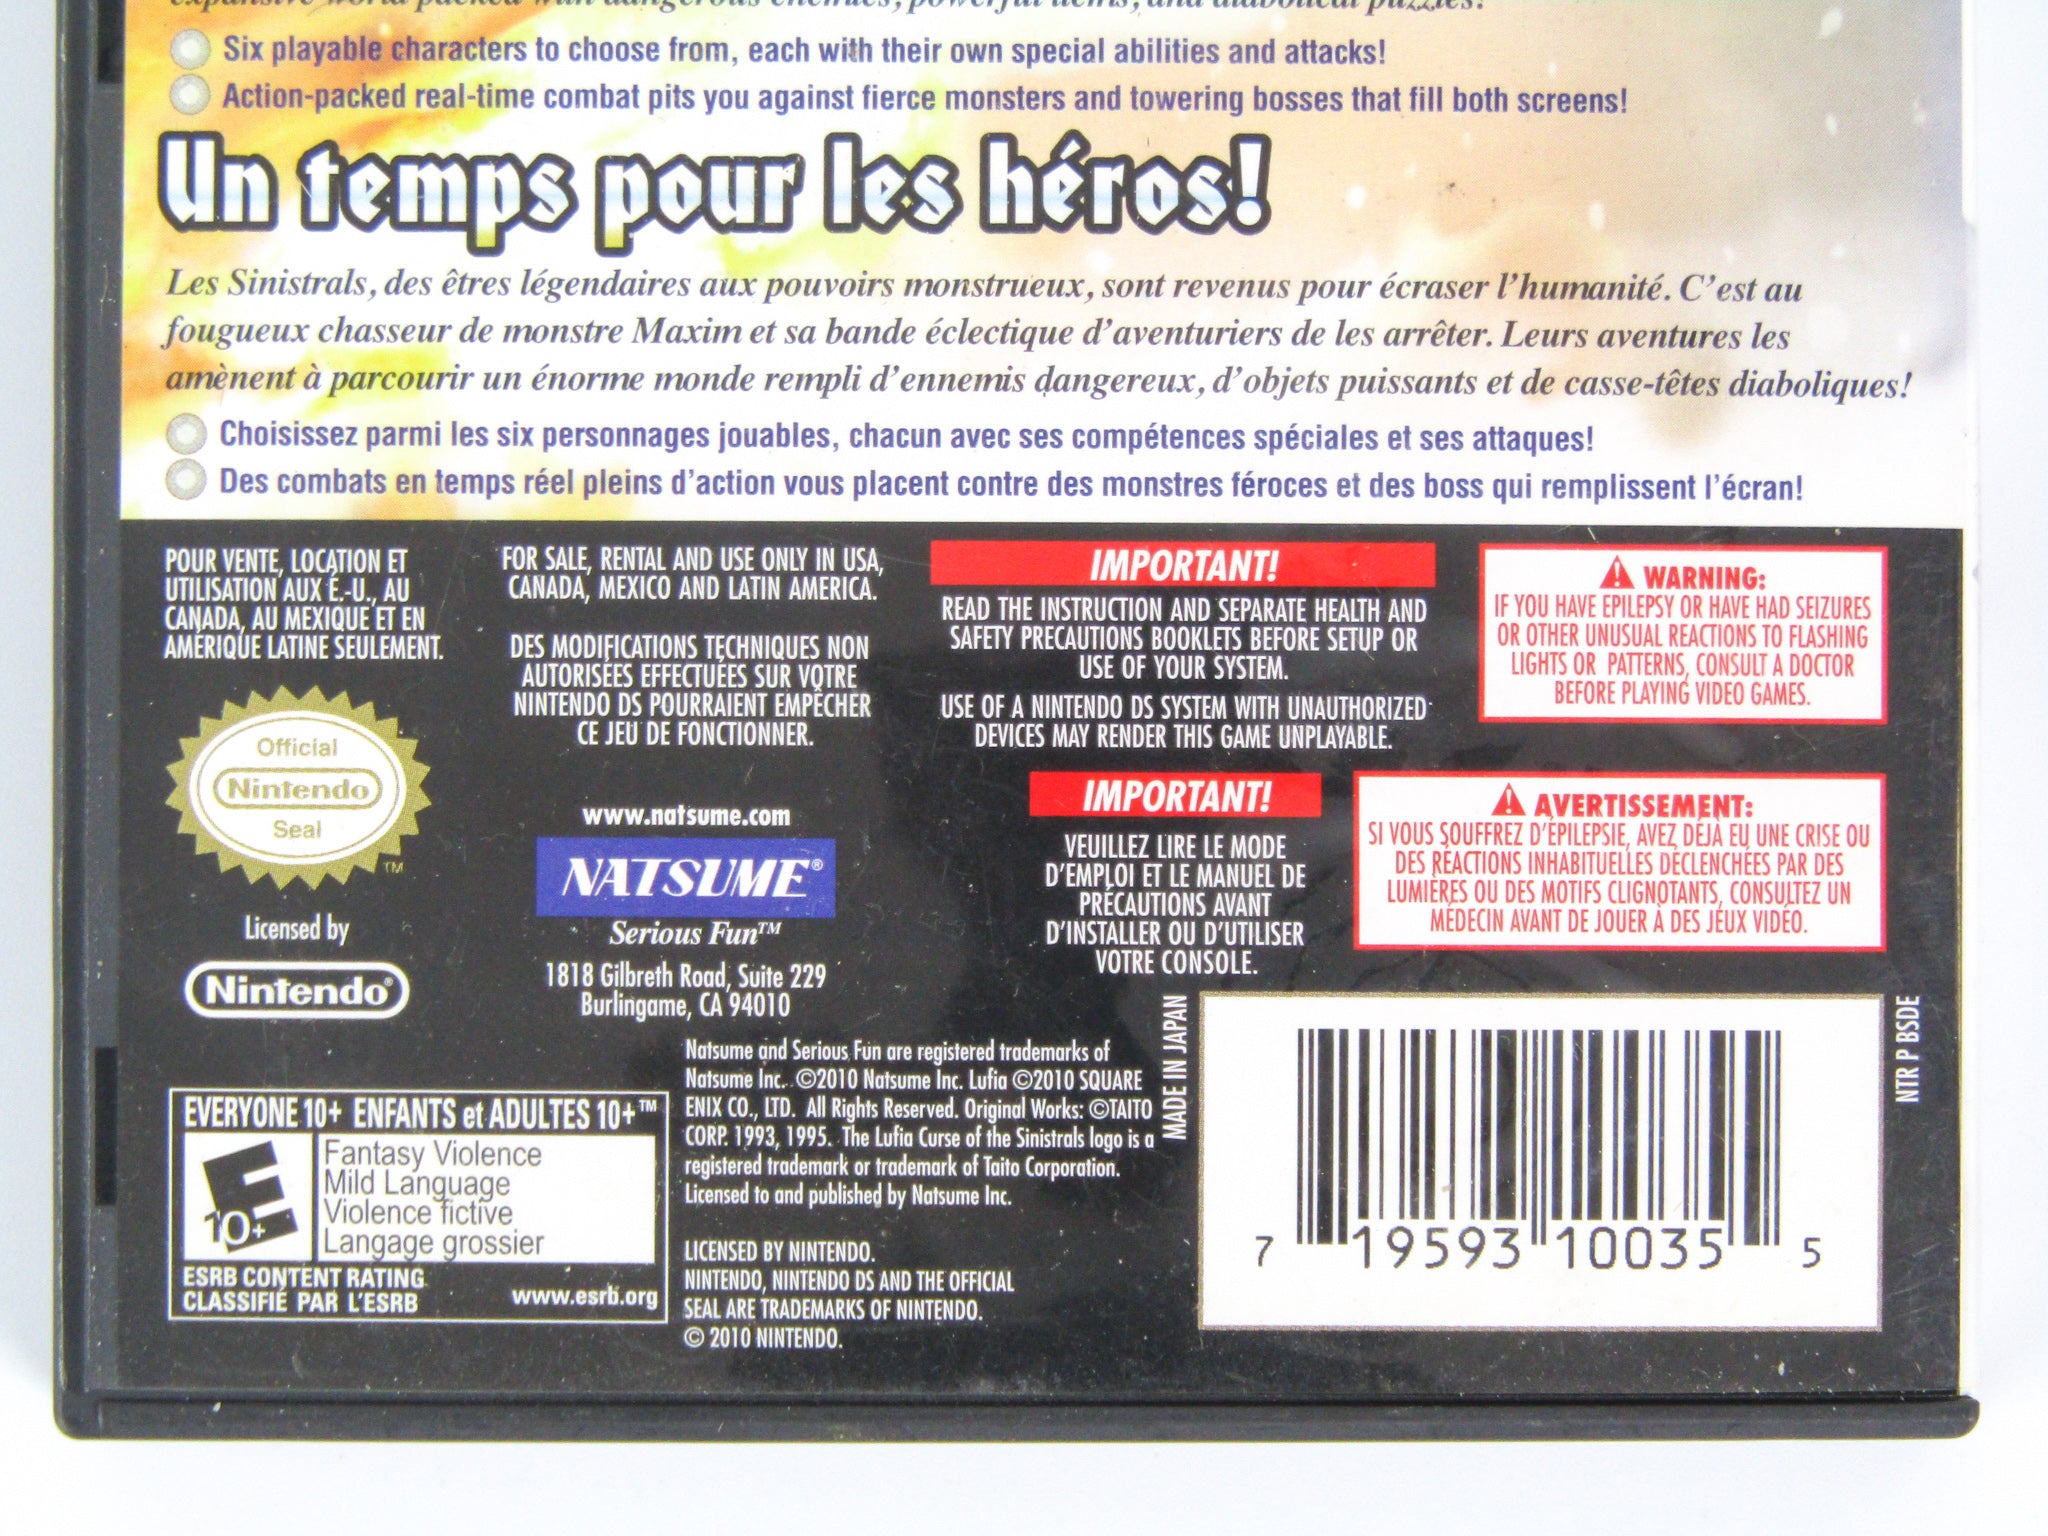 expansive world packed with dangerous enemies, powerful items, and diabolical puzzles!
Six playable characters to choose from, each with their own special abilities and attacks!
Action-packed real-time combat pits you against fierce monsters and towering bosses that fill both screens!
Un temps pour les héros!
Les Sinistrals, des êtres légendaires aux pouvoirs monstrueux, sont revenus pour écraser l'humanité. C'est au
fougueux chasseur de monstre Maxim et sa bande éclectique d'aventuriers de les arrêter. Leurs aventures les
amènent à parcourir un énorme monde rempli d'ennemis dangereux, d'objets puissants et de casse-têtes diaboliques!
Choisissez parmi les six personnages jouables, chacun avec ses compétences spéciales et ses attaques!
Des combats en temps réel pleins d'action vous placent contre des monstres féroces et des boss qui remplissent l'écran!
POUR VENTE, LOCATION ET
UTILISATION AUX É.-U., AU
CANADA, AU MEXIQUE ET EN
AMÉRIQUE LATINE SEULEMENT.
Official
Nintendo
Seal
TM
Licensed by
Nintendo®
FOR SALE, RENTAL AND USE ONLY IN USA,
CANADA, MEXICO AND LATIN AMERICA.
DES MODIFICATIONS TECHNIQUES NON
AUTORISÉES EFFECTUÉES SUR VOTRE
NINTENDO DS POURRAIENT EMPÊCHER
CE JEU DE FONCTIONNER.
www.natsume.com
NATSUME®
Serious Fun™
1818 Gilbreth Road, Suite 229
Burlingame, CA 94010
IMPORTANT!
READ THE INSTRUCTION AND SEPARATE HEALTH AND
SAFETY PRECAUTIONS BOOKLETS BEFORE SETUP OR
USE OF YOUR SYSTEM.
USE OF A NINTENDO DS SYSTEM WITH UNAUTHORIZED
DEVICES MAY RENDER THIS GAME UNPLAYABLE.
WARNING:
IF YOU HAVE EPILEPSY OR HAVE HAD SEIZURES
OR OTHER UNUSUAL REACTIONS TO FLASHING
LIGHTS OR PATTERNS, CONSULT A DOCTOR
BEFORE PLAYING VIDEO GAMES.
IMPORTANT!
VEUILLEZ LIRE LE MODE
D'EMPLOI ET LE MANUEL DE
PRÉCAUTIONS AVANT
D'INSTALLER OU D'UTILISER
VOTRE CONSOLE.
AVERTISSEMENT:
SI VOUS SOUFFREZ D'ÉPILEPSIE, AVEZ DÉJÀ EU UNE CRISE OU
DES RÉACTIONS INHABITUELLES DÉCLENCHÉES PAR DES
LUMIÈRES OU DES MOTIFS CLIGNOTANTS, CONSULTEZ UN
MÉDECIN AVANT DE JOUER À DES JEUX VIDÉO.
EVERYONE 10+ ENFANTS et ADULTES 10+™
E
10+
Fantasy Violence
Mild Language
Violence fictive
Langage grossier
ESRB CONTENT RATING
CLASSIFIÉ PAR L'ESRB
www.esrb.org
Natsume and Serious Fun are registered trademarks of
Natsume Inc. ©2010 Natsume Inc. Lufia ©2010 SQUARE
ENIX CO., LTD. All Rights Reserved. Original Works: ©TAITO
CORP. 1993, 1995. The Lufia Curse of the Sinistrals logo is a
registered trademark or trademark of Taito Corporation.
Licensed to and published by Natsume Inc.
LICENSED BY NINTENDO.
NINTENDO, NINTENDO DS AND THE OFFICIAL
SEAL ARE TRADEMARKS OF NINTENDO.
© 2010 NINTENDO.
MADE IN JAPAN
7 19593 10035 5
NTR P BSDE